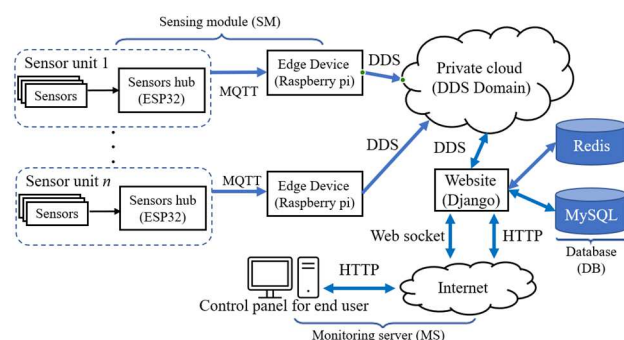 Sensing module (SM)
Sensor unit 1
Sensors
Sensors hub
(ESP32)
MQTT
Edge Device
(Raspberry pi)
DDS
Private cloud
(DDS Domain)
Sensor unit n
Sensors
Sensors hub
(ESP32)
MQTT
Edge Device
(Raspberry pi)
DDS
DDS
Website
(Django)
Redis
MySQL
Database
(DB)
Web socket
HTTP
Internet
HTTP
Control panel for end user
Monitoring server (MS)